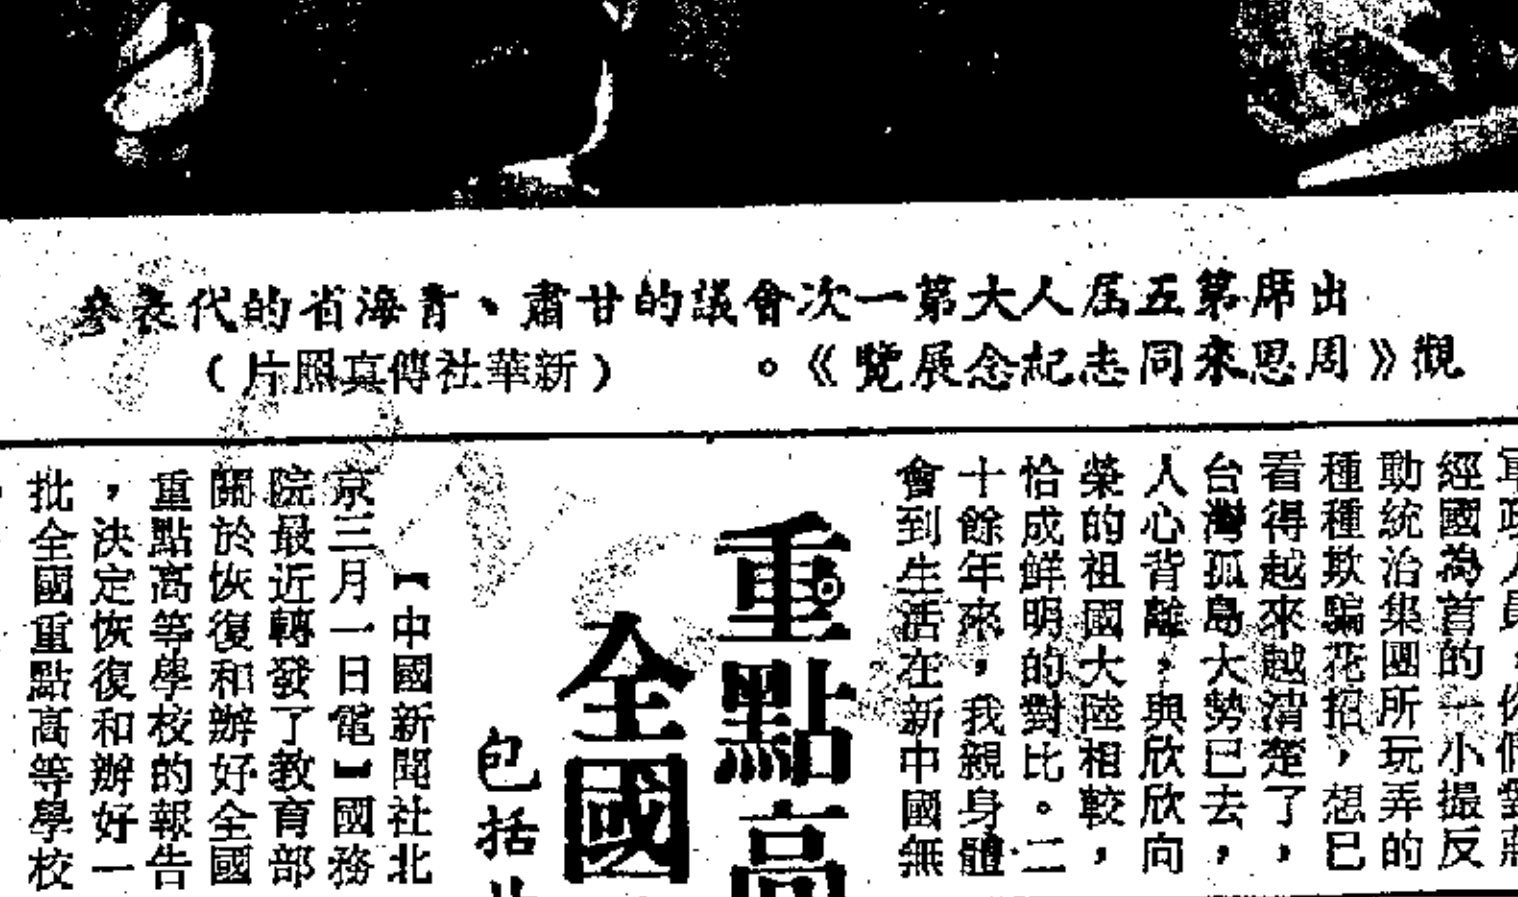 出席第五屆人大第一次會議的甘肅、青海省的代表參
觀《周恩來同志紀念展覽》。
（新華社傳真照片）
經國為首的一小撮反
動統治集團所玩弄的
種種欺騙花招，想已
看得越來越清楚了，
台灣孤島大勢已去，
人心背離，與欣欣向
榮的祖國大陸相較，
恰成鮮明的對比。二
十餘年來，我親身體
會到生活在新中國無
重點高
全國
包括
【中國新聞社北
京三月一日電】國務
院最近轉發了教育部
關於恢復和辦好全國
重點高等學校的報告
，決定恢復和辦好一
批全國重點高等學校